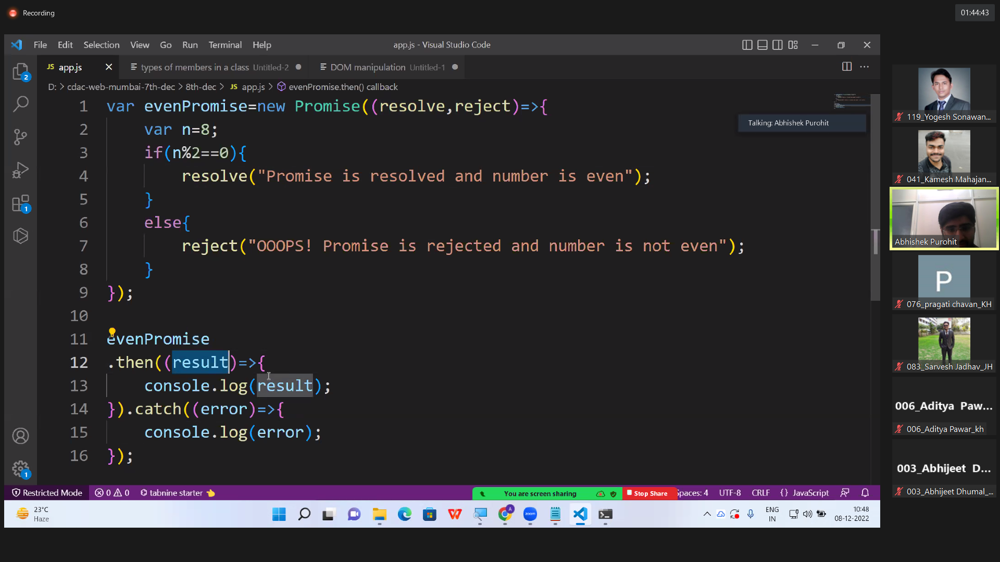 Recording
01:44:43
File Edit Selection View Go Run Terminal Help
app.js - Visual Studio Code
JS app.js
types of members in a class Untitled-2
DOM manipulation Untitled-1
D: > cdac-web-mumbai-7th-dec > 8th-dec > JS app.js > evenPromise.then() callback
1 var evenPromise=new Promise((resolve,reject)=>{
2 var n=8;
3 if(n%2==0){
4 resolve("Promise is resolved and number is even");
5 }
6 else{
7 reject("OOOPS! Promise is rejected and number is not even");
8 }
9 });
10
11 evenPromise
12 .then((result)=>{
13 console.log(result);
14 }).catch((error)=>{
15 console.log(error);
16 });
Talking: Abhishek Purohit
2
1
1
Restricted Mode
0 0
tabnine starter
You are screen sharing
Stop Share
paces: 4
UTF-8
CRLF
{} JavaScript
23°C
Haze
zoom
ENG
IN
10:48
08-12-2022
119_Yogesh Sonawan...
041_Kamesh Mahajan...
Abhishek Purohit
P
076_pragati chavan_KH
083_Sarvesh Jadhav_JH
006_Aditya Paw...
006_Aditya Pawar_kh
003_Abhijeet D...
003_Abhijeet Dhumal_...